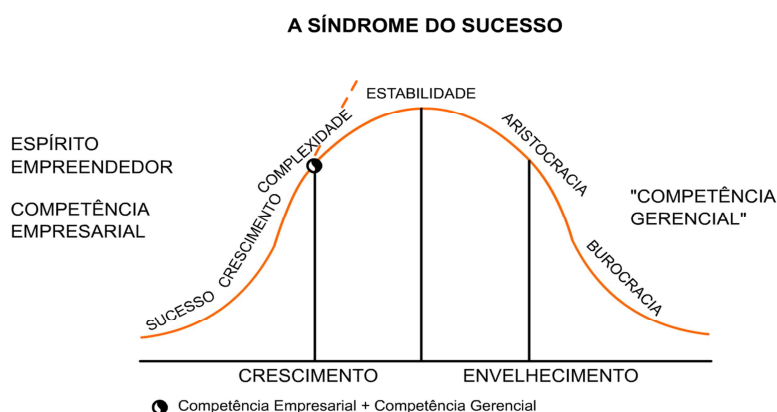 A SÍNDROME DO SUCESSO
ESPÍRITO
EMPREENDEDOR
COMPETÊNCIA
EMPRESARIAL
SUCESSO
CRESCIMENTO
COMPLEXIDADE
ESTABILIDADE
ARISTOCRACIA
BUROCRACIA
"COMPETÊNCIA
GERENCIAL"
CRESCIMENTO
ENVELHECIMENTO
Competência Empresarial + Competência Gerencial